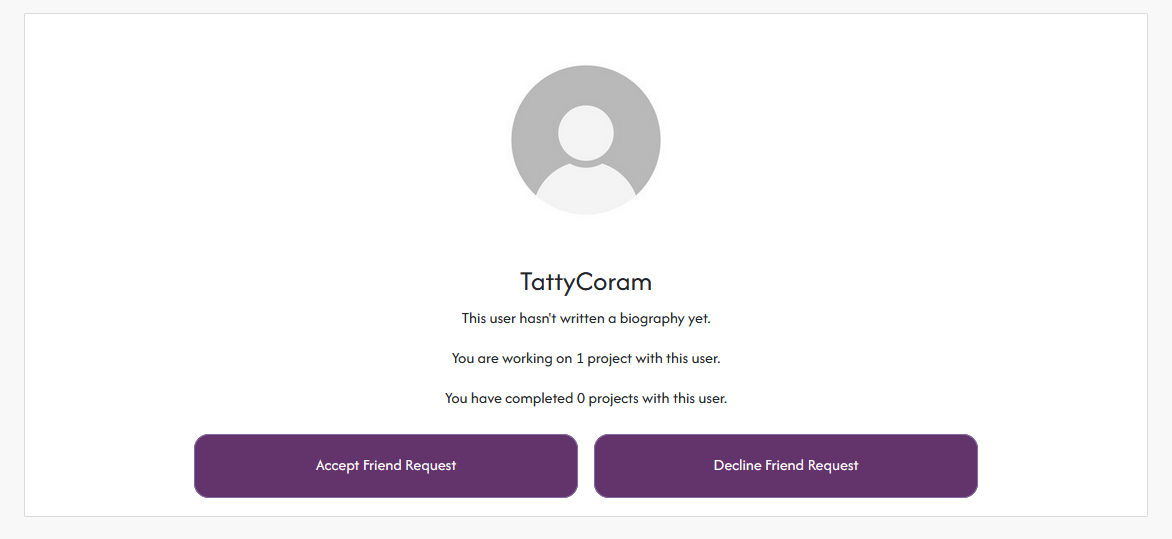 TattyCoram
This user hasn't written a biography yet.
You are working on 1 project with this user.
You have completed 0 projects with this user.
Accept Friend Request
Decline Friend Request